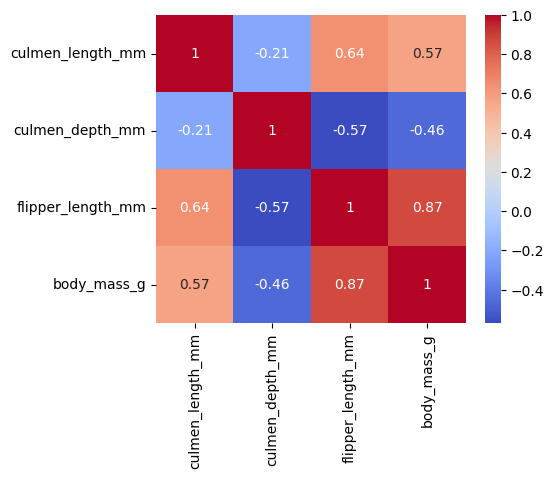 culmen_length_mm 1 -0.21 0.64 0.57
culmen_depth_mm -0.21 1 -0.57 -0.46
flipper_length_mm 0.64 -0.57 1 0.87
body_mass_g 0.57 -0.46 0.87 1
culmen_length_mm
culmen_depth_mm
flipper_length_mm
body_mass_g
1.0
0.8
0.6
0.4
0.2
0.0
−0.2
−0.4